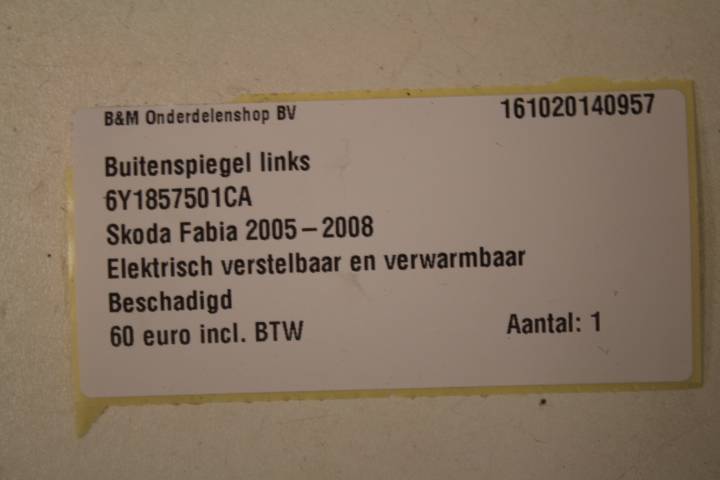 B&M Onderdelenshop BV 161020140957
Buitenspiegel links
6Y1857501CA
Skoda Fabia 2005-2008
Elektrisch verstelbaar en verwarmbaar
Beschadigd
60 euro incl. BTW Aantal: 1